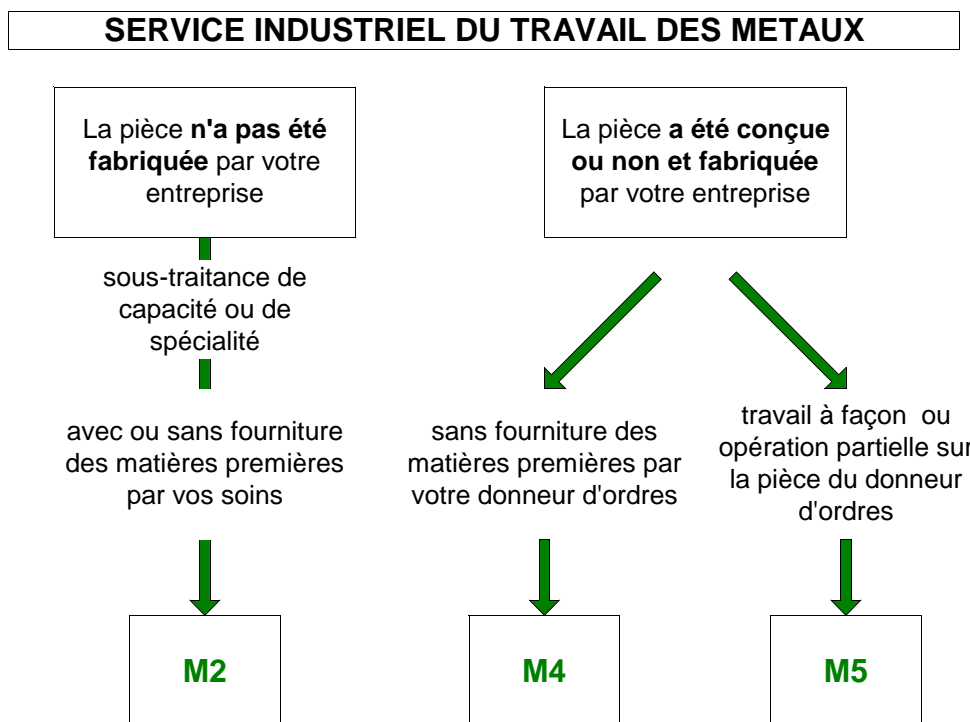 SERVICE INDUSTRIEL DU TRAVAIL DES METAUX
La pièce n'a pas été
fabriquée par votre
entreprise
sous-traitance de
capacité ou de
spécialité
avec ou sans fourniture
des matières premières
par vos soins
M2
La pièce a été conçue
ou non et fabriquée
par votre entreprise
sans fourniture des
matières premières par
votre donneur d'ordres
M4
travail à façon  ou
opération partielle sur
la pièce du donneur
d'ordres
M5